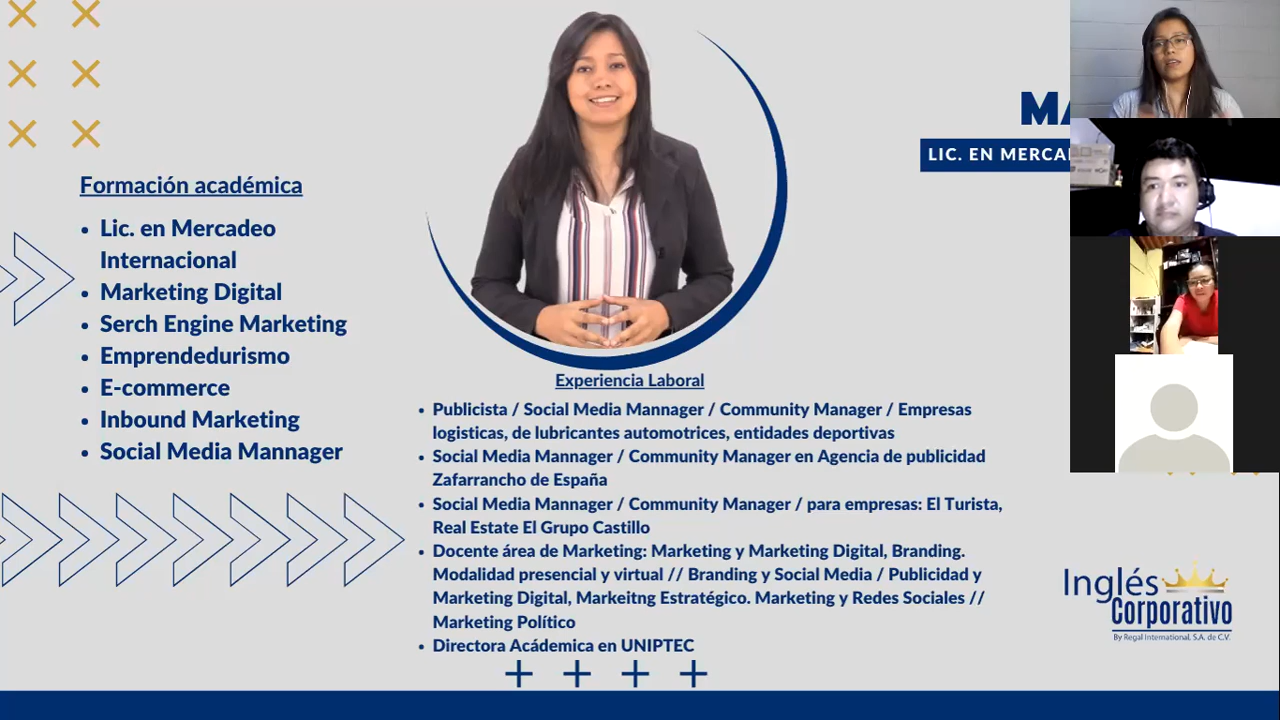 LIC. EN
Formación académica
Lic. en Mercadeo
Internacional
Marketing Digital
Serch Engine Marketing
Emprendedurismo
E-commerce
Inbound Marketing
Social Media Mannager
Experiencia Laboral
Publicista / Social Media Mannager / Community Manager / Empresas
logisticas, de lubricantes automotrices, entidades deportivas
Social Media Mannager / Community Manager en Agencia de publicidad
Zafarrancho de España
Social Media Mannager / Community Manager / para empresas: El Turista,
Real Estate El Grupo Castillo
Docente área de Marketing: Marketing y Marketing Digital, Branding.
Modalidad presencial y virtual // Branding y Social Media / Publicidad y
Marketing Digital, Markeitng Estratégico. Marketing y Redes Sociales //
Marketing Político
Directora Acádemica en UNIPTEC
Inglés
Corporativo
By Regal International, S.A. de C.V.